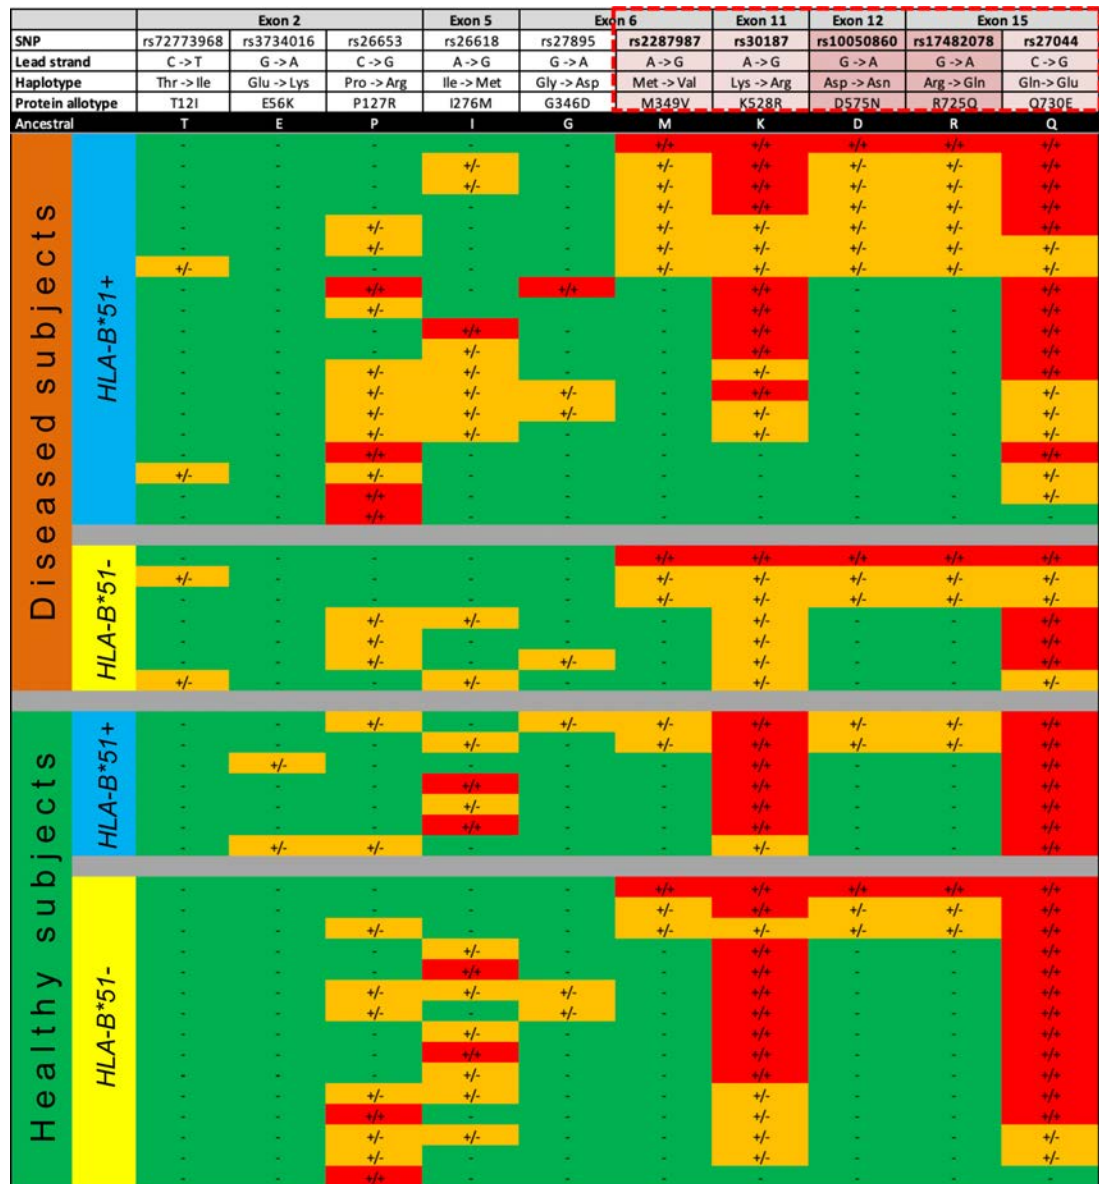 Exon 2 Exon 5 Exon 6 Exon 11 Exon 12 Exon 15
SNP rs72773968 rs3734016 rs26653 rs26618 rs27895 rs2287987 rs30187 rs10050860 rs17482078 rs27044
Lead strand C -> T G -> A C -> G A -> G G -> A A -> G A -> G G -> A G -> A C -> G
Haplotype Thr -> Ile Glu -> Lys Pro -> Arg Ile -> Met Gly -> Asp Met -> Val Lys -> Arg Asp -> Asn Arg -> Gln Gln-> Glu
Protein allotype T12I E56K P127R I276M G346D M349V K528R D575N R725Q Q730E
Ancestral T E P I G M K D R Q
Diseased subjects
HLA-B*51+
- - - - - +/+ +/+ +/+ +/+ +/+
- - - +/- - +/- +/+ +/- +/- +/+
- - - +/- - +/- +/+ +/- +/- +/+
- - - - - +/- +/+ +/- +/- +/+
- - +/- - - +/- +/- +/- +/- +/+
- - +/- - - +/- +/- +/- +/- +/-
+/- - - - - +/- +/- +/- +/- +/-
- - +/+ - +/+ - +/+ - - +/+
- - +/- - - - +/+ - - +/+
- - - +/+ - - +/+ - - +/+
- - - +/- - - +/+ - - +/+
- - +/- +/- - - +/- - - +/+
- - +/- +/- +/- - +/+ - - +/-
- - +/- +/- +/- - +/- - - +/-
- - +/- +/- - - +/- - - +/-
- - +/+ - - - - - - +/+
+/- - +/- - - - - - - +/-
- - +/+ - - - - - - +/-
- - +/+ - - - - - - -
HLA-B*51-
- - - - - +/+ +/+ +/+ +/+ +/+
+/- - - - - +/- +/- +/- +/- +/-
- - - - - +/- +/- +/- +/- +/-
- - +/- +/- - - +/- - - +/+
- - +/- - - - +/- - - +/+
- - +/- - +/- - +/- - - +/+
+/- - - +/- - - +/- - - +/-
Healthy subjects
HLA-B*51+
- - +/- - +/- +/- +/+ +/- +/- +/+
- - - +/- - +/- +/+ +/- +/- +/+
- +/- - - - - +/+ - - +/+
- - - +/+ - - +/+ - - +/+
- - - +/- - - +/+ - - +/+
- - - +/+ - - +/+ - - +/+
- +/- +/- - - - +/- - - +/+
HLA-B*51-
- - - - - +/+ +/+ +/+ +/+ +/+
- - - - - +/- +/+ +/- +/- +/+
- - +/- - - +/- +/- +/- +/- +/+
- - - +/- - - +/+ - - +/+
- - - +/+ - - +/+ - - +/+
- - +/- +/- +/- - +/+ - - +/+
- - +/- - +/- - +/+ - - +/+
- - - +/- - - +/+ - - +/+
- - - +/+ - - +/+ - - +/+
- - - +/- - - +/+ - - +/+
- - +/- +/- - - +/- - - +/+
- - +/+ - - - +/- - - +/+
- - +/- +/- - - +/- - - +/-
- - +/- - - - +/- - - +/-
- - +/+ - - - - - - -